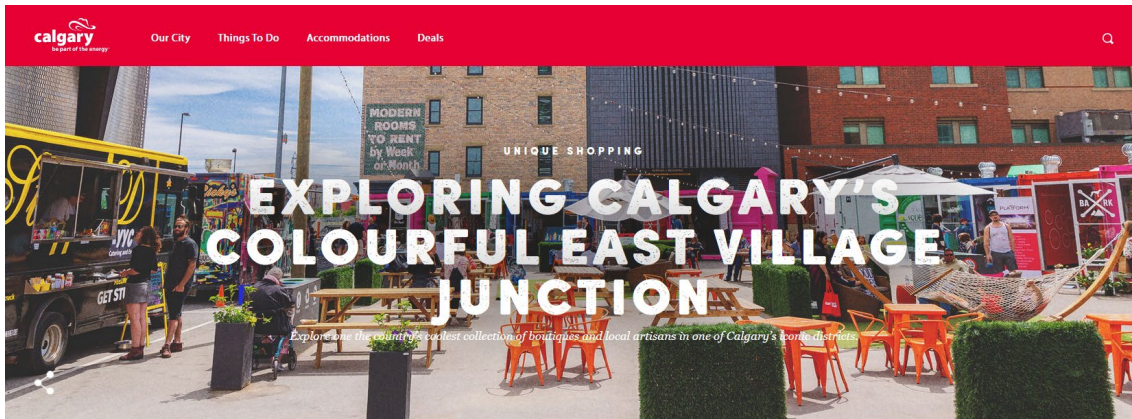 calgary
be part of the energy
Our City
Things To Do
Accommodations
Deals
MODERN
ROOMS
TO RENT
by Week
or Month
UNIQUE SHOPPING
EXPLORING CALGARY'S
COLOURFUL EAST VILLAGE
JUNCTION
Explore one the country's coolest collection of boutiques and local artisans in one of Calgary's iconic districts.
YYC
GET
PLATFORM
BA RK